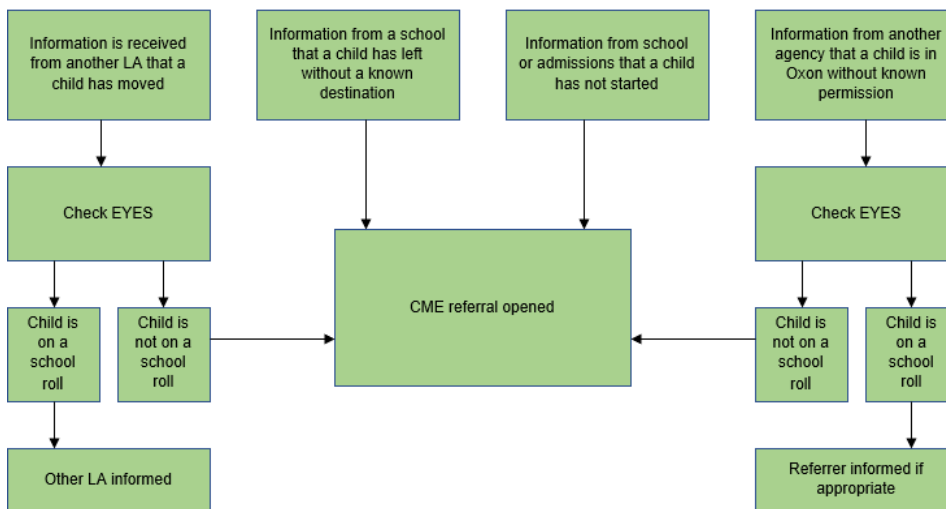 Information is received
from another LA that a
child has moved
Information from a school
that a child has left
without a known
destination
Information from school
or admissions that a child
has not started
Information from another
agency that a child is in
Oxon without known
permission
Check EYES
Check EYES
CME referral opened
Child is
on a
school
roll
Child is
not on a
school
roll
Child is
not on a
school
roll
Child is
on a
school
roll
Other LA informed
Referrer informed if
appropriate